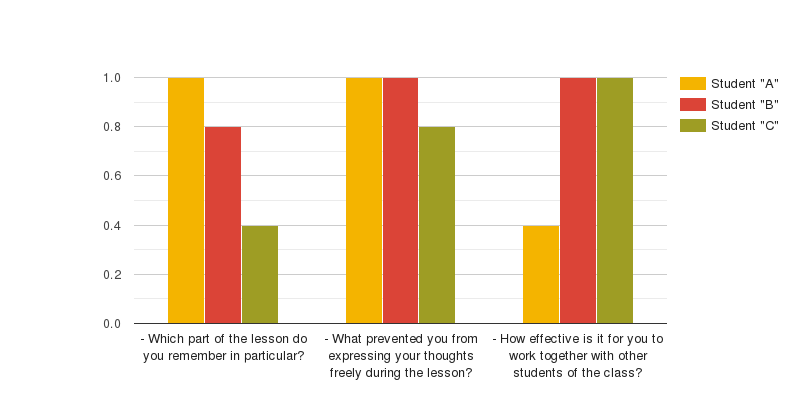 1.0
0.8
0.6
0.4
0.2
0.0
Student "A"
Student "B"
Student "C"
- Which part of the lesson do
you remember in particular?
- What prevented you from
expressing your thoughts
freely during the lesson?
- How effective is it for you to
work together with other
students of the class?